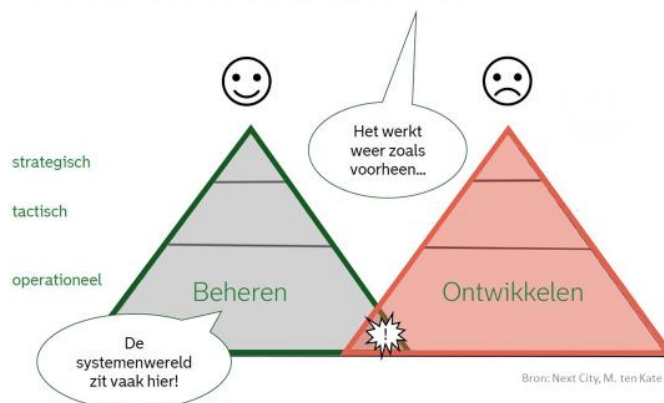 Het werkt
weer zoals
voorheen...
strategisch
tactisch
operationeel
Beheren
Ontwikkelen
!
De
systemenwereld
zit vaak hier!
Bron: Next City, M. ten Kate